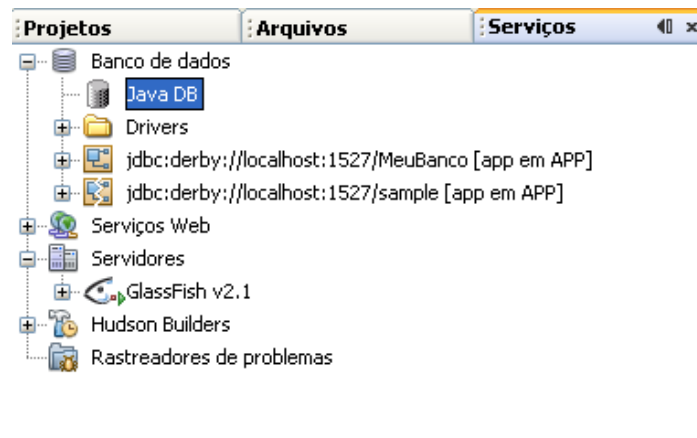 Projetos Arquivos Serviços
Banco de dados
Java DB
Drivers
jdbc:derby://localhost:1527/MeuBanco [app em APP]
jdbc:derby://localhost:1527/sample [app em APP]
Serviços Web
Servidores
GlassFish v2.1
Hudson Builders
Rastreadores de problemas